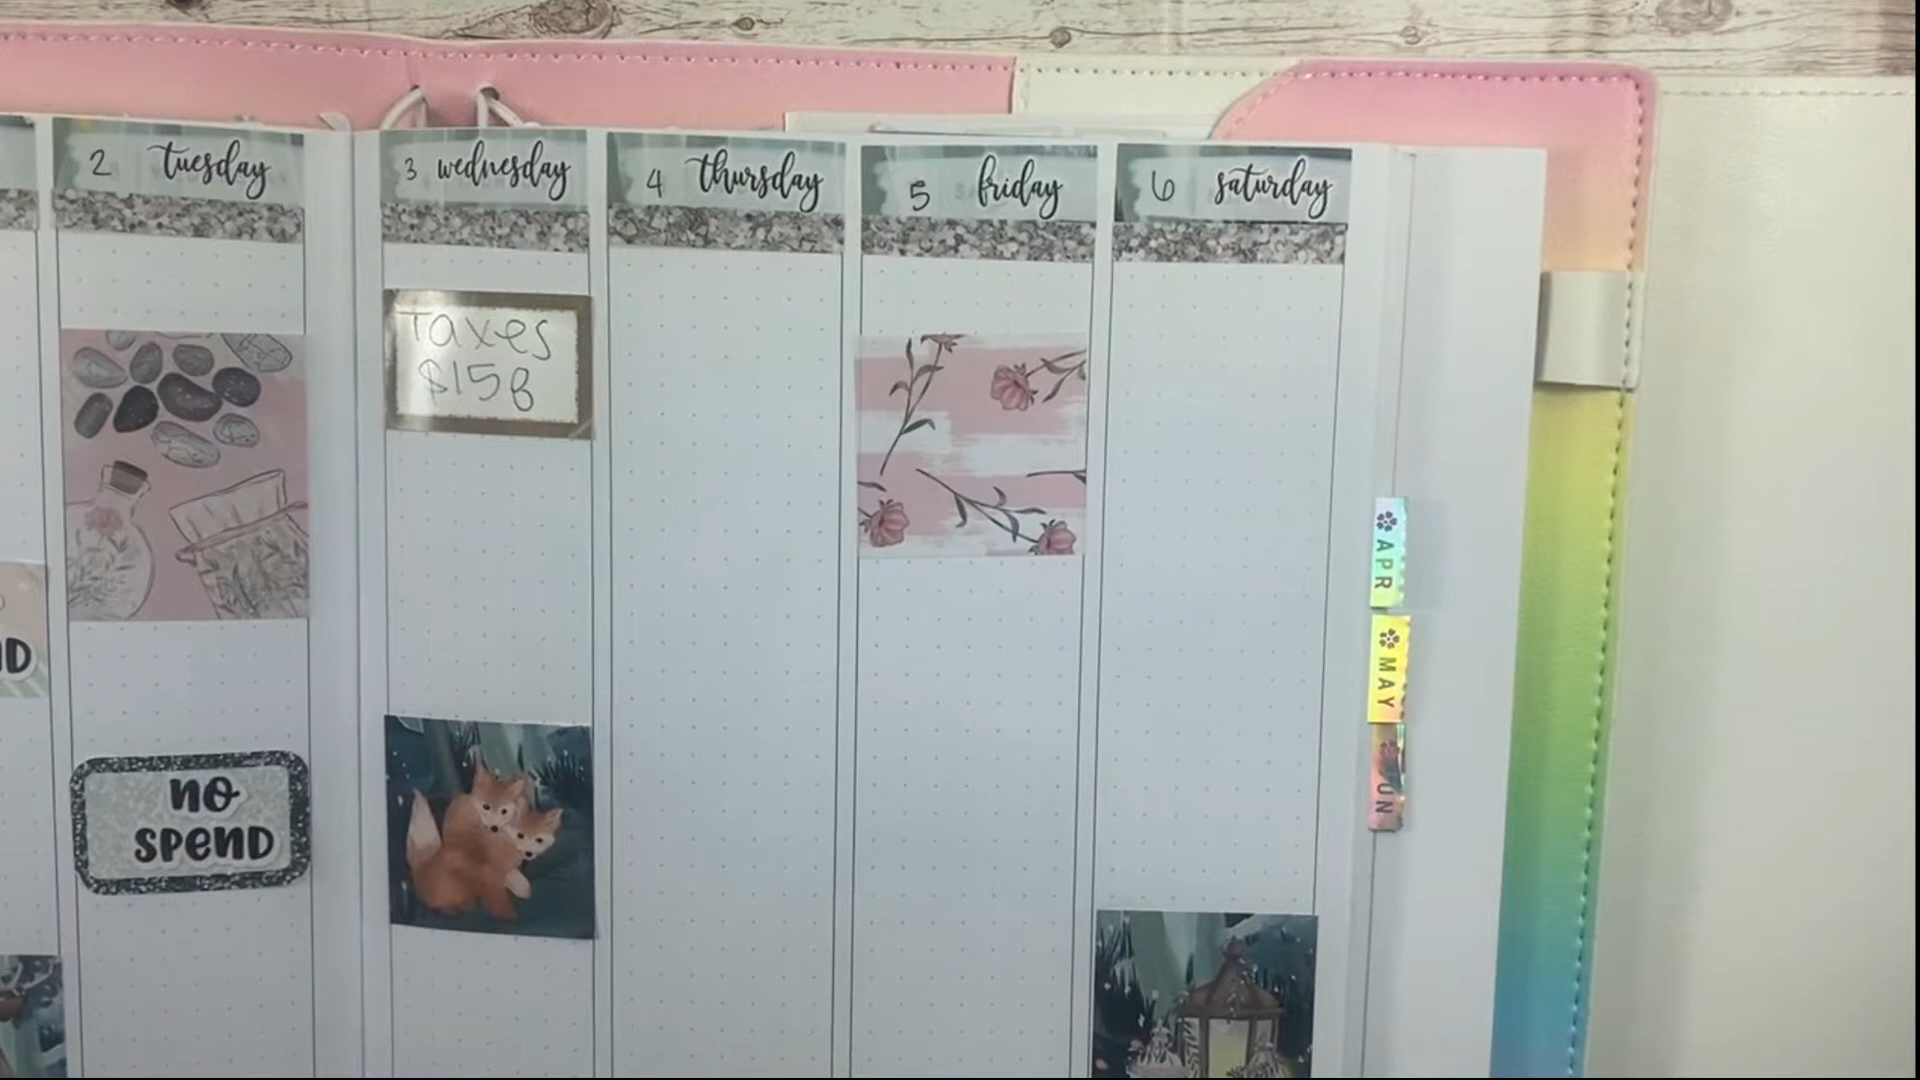 2 tuesday
3 wednesday
4 thursday
5 friday
6 saturday
Taxes
$158
no
spend
APR
MAY
JUN